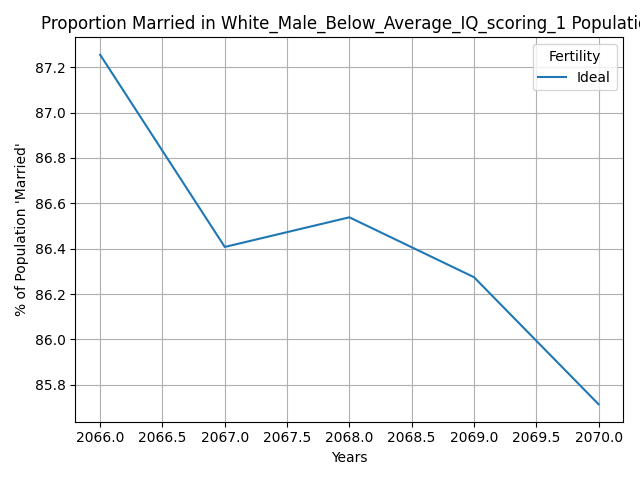 Proportion Married in White_Male_Below_Average_IQ_scoring_1 Populatio
Fertility
Ideal
87.2
87.0
86.8
86.6
86.4
86.2
86.0
85.8
% of Population 'Married'
2066.0 2066.5 2067.0 2067.5 2068.0 2068.5 2069.0 2069.5 2070.0
Years